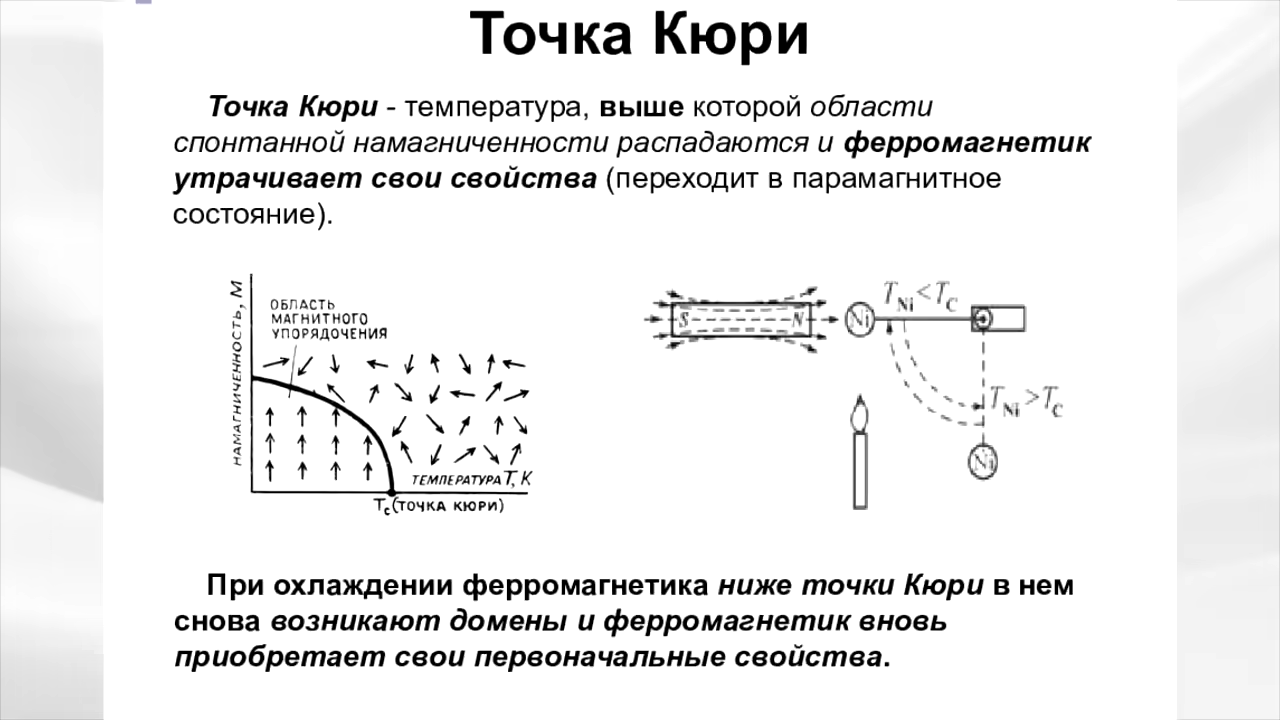 Точка Кюри
Точка Кюри - температура, выше которой области
спонтанной намагниченности распадаются и ферромагнетик
утрачивает свои свойства (переходит в парамагнитное
состояние).
НАМАГНИЧЕННОСТЬ, М
ОБЛАСТЬ
МАГНИТНОГО
УПОРЯДОЧЕНИЯ
ТЕМПЕРАТУРА Т, К
Tc (ТОЧКА КЮРИ)
S
N
Ni
TNi<TC
TNi>TC
Ni
При охлаждении ферромагнетика ниже точки Кюри в нем
снова возникают домены и ферромагнетик вновь
приобретает свои первоначальные свойства.